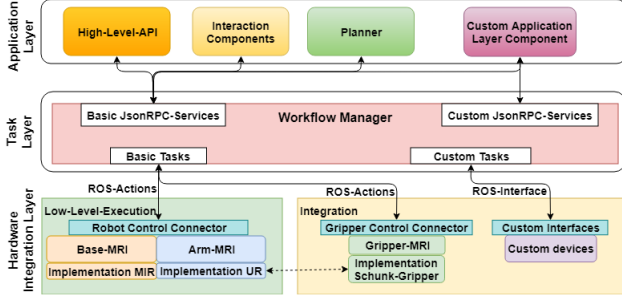 Application
Layer
High-Level-API
Interaction
Components
Planner
Custom Application
Layer Component
Task
Layer
Basic JsonRPC-Services
Workflow Manager
Custom JsonRPC-Services
Basic Tasks
Custom Tasks
Hardware
Integration Layer
ROS-Actions
ROS-Actions
ROS-Interface
Low-Level-Execution
Robot Control Connector
Base-MRI
Arm-MRI
Implementation MIR
Implementation UR
Integration
Gripper Control Connector
Gripper-MRI
Implementation
Schunk-Gripper
Custom Interfaces
Custom devices